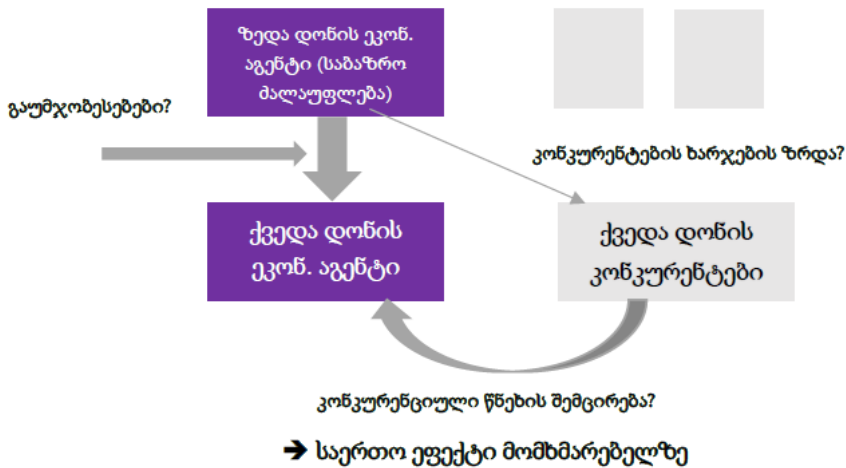 ზედა დონის ეკონ.
აგენტი (საბაზრო
ძალაუფლება)
გაუმჯობესებები?
კონკურენტების ხარჯების ზრდა?
ქვედა დონის
ეკონ. აგენტი
ქვედა დონის
კონკურენტები
კონკურენციული წნეხის შემცირება?
➔ საერთო ეფექტი მომხმარებელზე